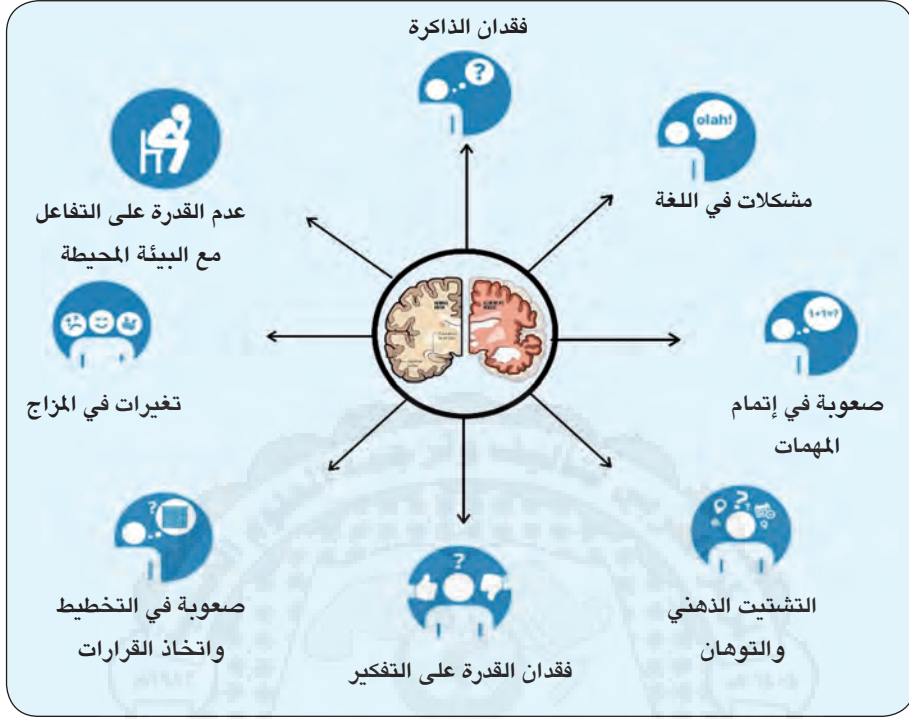 فقدان الذاكرة
?
olah!
مشكلات في اللغة
عدم القدرة على التفاعل
مع البيئة المحيطة
1+1=?
صعوبة في إتمام
المهمات
تغيرات في المزاج
?
التشتيت الذهني
والتوهان
?
فقدان القدرة على التفكير
?
صعوبة في التخطيط
واتخاذ القرارات